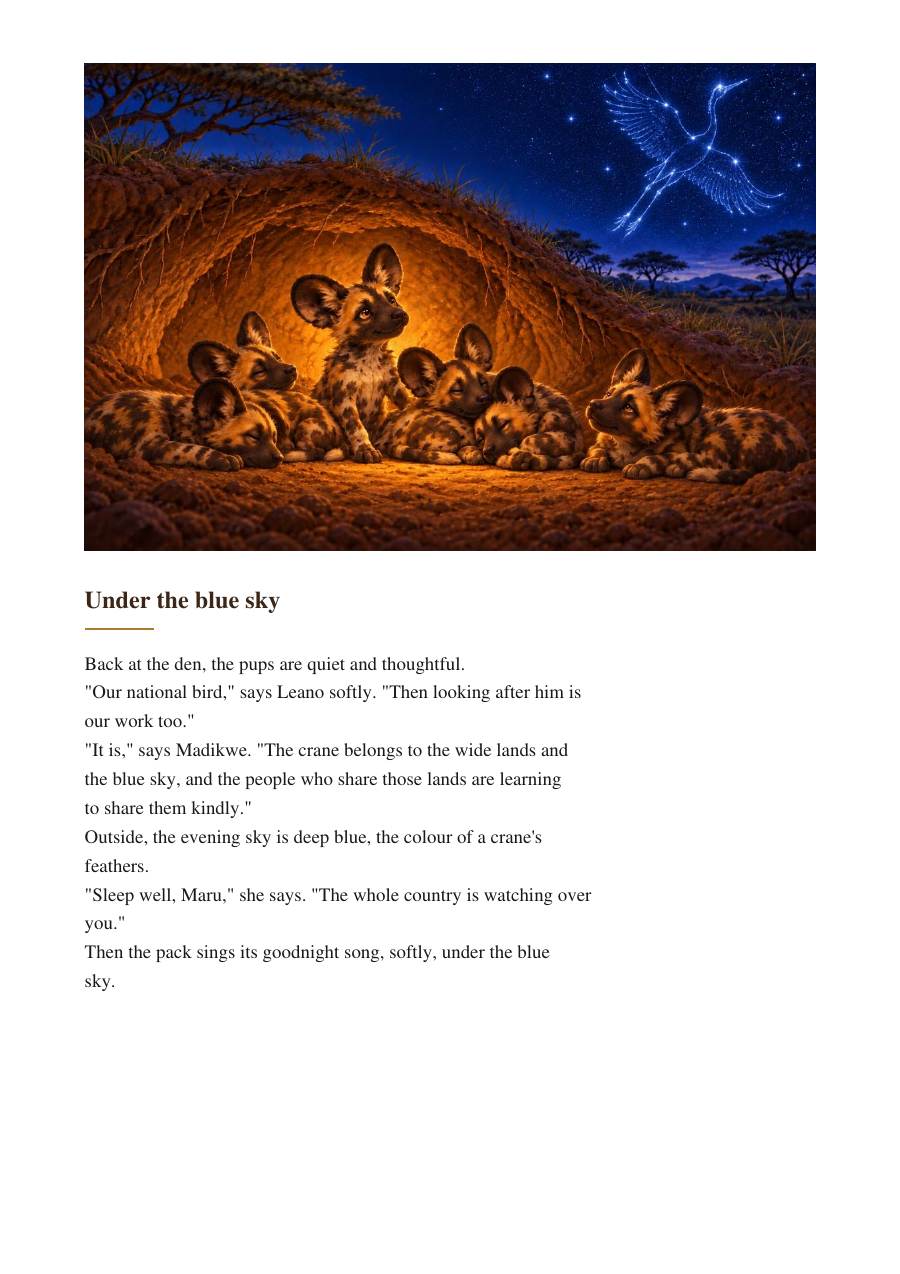 Under the blue sky
Back at the den, the pups are quiet and thoughtful.
"Our national bird," says Leano softly. "Then looking after him is
our work too."
"It is," says Madikwe. "The crane belongs to the wide lands and
the blue sky, and the people who share those lands are learning
to share them kindly."
Outside, the evening sky is deep blue, the colour of a crane's
feathers.
"Sleep well, Maru," she says. "The whole country is watching over
you."
Then the pack sings its goodnight song, softly, under the blue
sky.